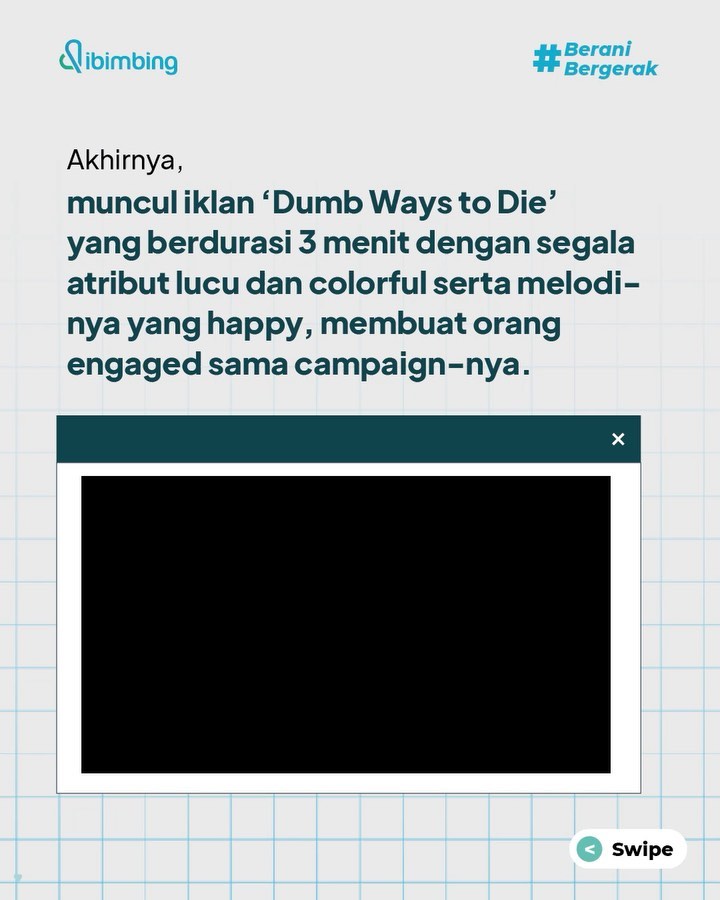 ibimbing
#Berani
Bergerak
Akhirnya,
muncul iklan ‘Dumb Ways to Die’
yang berdurasi 3 menit dengan segala
atribut lucu dan colorful serta melodi-
nya yang happy, membuat orang
engaged sama campaign-nya.
×
< Swipe